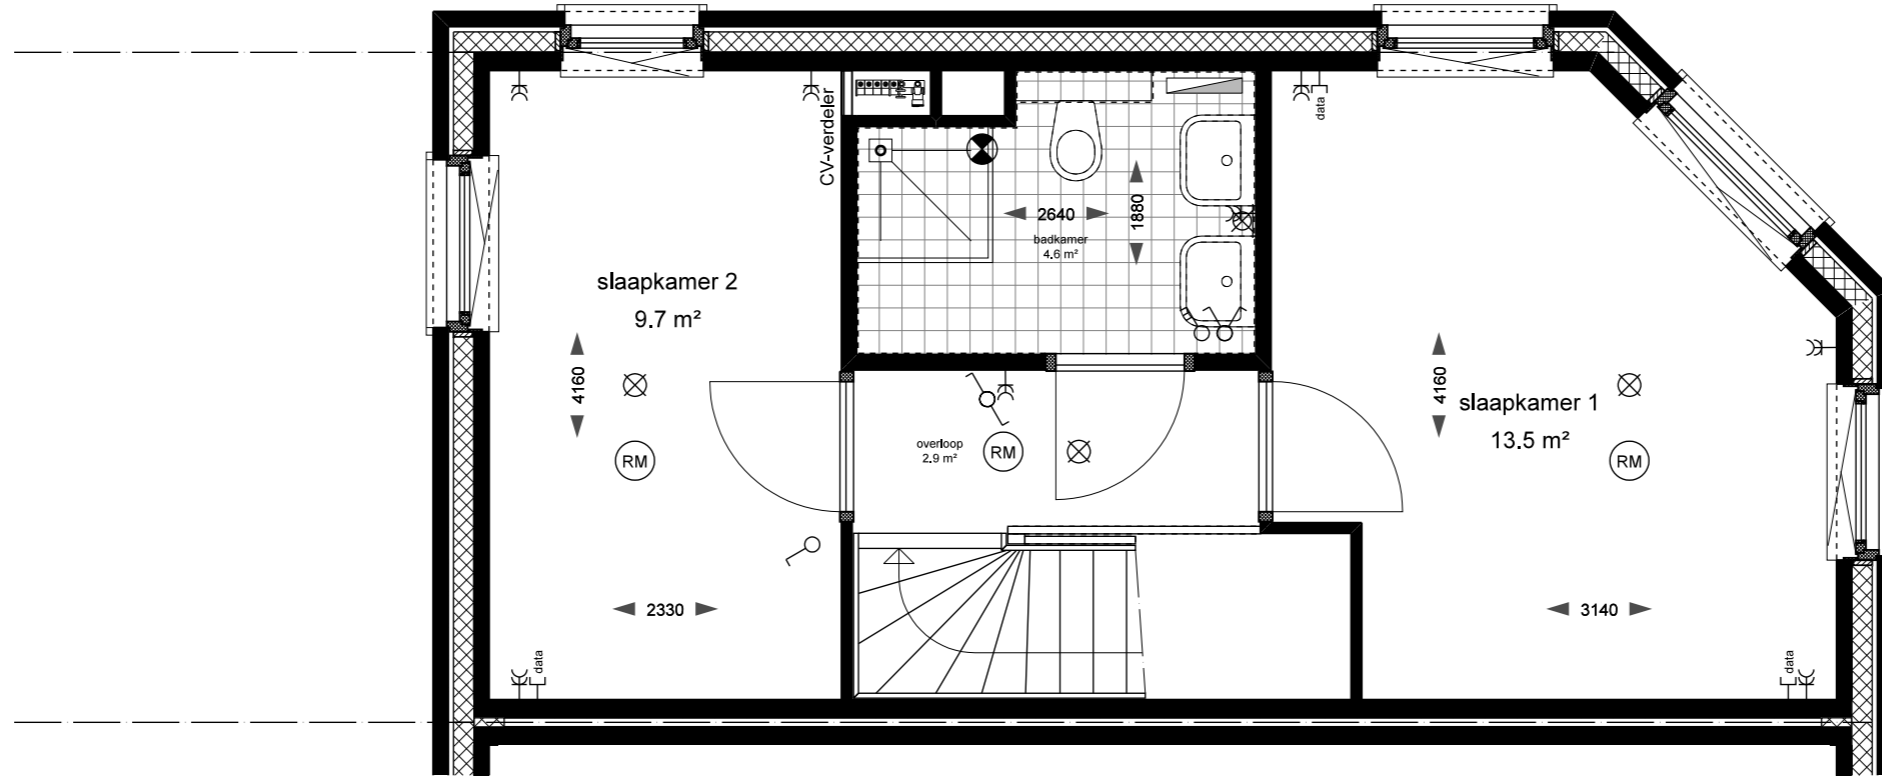 CV-verdeler
data
2640
1880
badkamer
4.6 m²
slaapkamer 2
9.7 m²
4160
RM
overloop
2.9 m²
RM
4160
slaapkamer 1
13.5 m²
RM
2330
3140
data
data